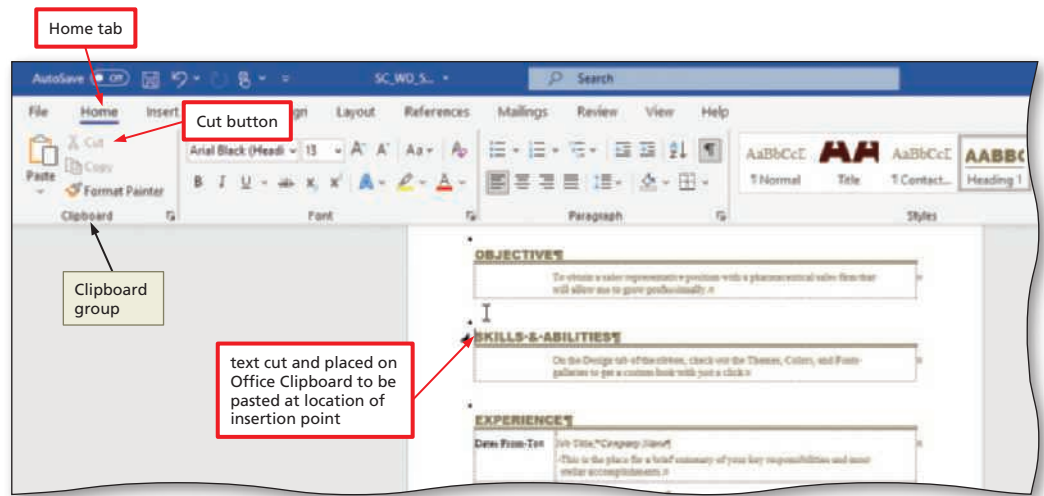 Home tab
AutoSave Off SC_WD_S... Search
File Home Insert gn Layout References Mailings Review View Help
Cut button
Cut
Copy
Paste
Format Painter
Arial Black (Headi 13 A A Aa
B I U ab x x A A
AaBbCcI AA AaBbCcI AABBC
¶ Normal Title ¶ Contact... Heading 1
Clipboard Font Paragraph Styles
Clipboard
group
OBJECTIVE¶
To obtain a sales representative position with a pharmaceutical sales firm that
will allow me to grow professionally.¤
SKILLS·&·ABILITIES¶
On the Design tab of the ribbon, check out the Themes, Colors, and Fonts
galleries to get a custom look with just a click.¤
text cut and placed on
Office Clipboard to be
pasted at location of
insertion point
EXPERIENCE¶
Dates From-To¤ Job Title,·Company Name¶
This is the place for a brief summary of your key responsibilities and most
stellar accomplishments.¤